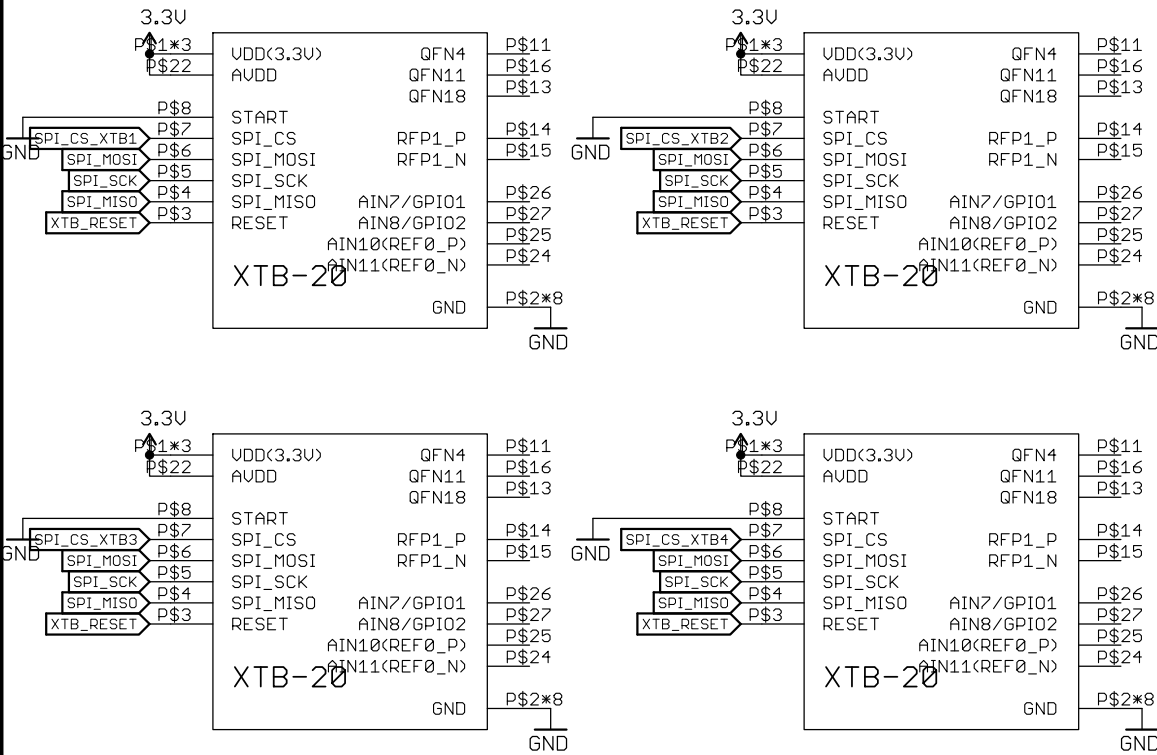 3.3V
P$1*3 VDD(3.3V) QFN4 P$11
P$22 AVDD QFN11 P$16
QFN18 P$13
P$8 START
GND SPI_CS_XTB1 P$7 SPI_CS RFP1_P P$14
SPI_MOSI P$6 SPI_MOSI RFP1_N P$15
SPI_SCK P$5 SPI_SCK
SPI_MISO P$4 SPI_MISO AIN7/GPIO1 P$26
XTB_RESET P$3 RESET AIN8/GPIO2 P$27
AIN10(REF0_P) P$25
XTB-20 AIN11(REF0_N) P$24
GND P$2*8
GND
3.3V
P$1*3 VDD(3.3V) QFN4 P$11
P$22 AVDD QFN11 P$16
QFN18 P$13
P$8 START
GND SPI_CS_XTB2 P$7 SPI_CS RFP1_P P$14
SPI_MOSI P$6 SPI_MOSI RFP1_N P$15
SPI_SCK P$5 SPI_SCK
SPI_MISO P$4 SPI_MISO AIN7/GPIO1 P$26
XTB_RESET P$3 RESET AIN8/GPIO2 P$27
AIN10(REF0_P) P$25
XTB-20 AIN11(REF0_N) P$24
GND P$2*8
GND
3.3V
P$1*3 VDD(3.3V) QFN4 P$11
P$22 AVDD QFN11 P$16
QFN18 P$13
P$8 START
GND SPI_CS_XTB3 P$7 SPI_CS RFP1_P P$14
SPI_MOSI P$6 SPI_MOSI RFP1_N P$15
SPI_SCK P$5 SPI_SCK
SPI_MISO P$4 SPI_MISO AIN7/GPIO1 P$26
XTB_RESET P$3 RESET AIN8/GPIO2 P$27
AIN10(REF0_P) P$25
XTB-20 AIN11(REF0_N) P$24
GND P$2*8
GND
3.3V
P$1*3 VDD(3.3V) QFN4 P$11
P$22 AVDD QFN11 P$16
QFN18 P$13
P$8 START
GND SPI_CS_XTB4 P$7 SPI_CS RFP1_P P$14
SPI_MOSI P$6 SPI_MOSI RFP1_N P$15
SPI_SCK P$5 SPI_SCK
SPI_MISO P$4 SPI_MISO AIN7/GPIO1 P$26
XTB_RESET P$3 RESET AIN8/GPIO2 P$27
AIN10(REF0_P) P$25
XTB-20 AIN11(REF0_N) P$24
GND P$2*8
GND